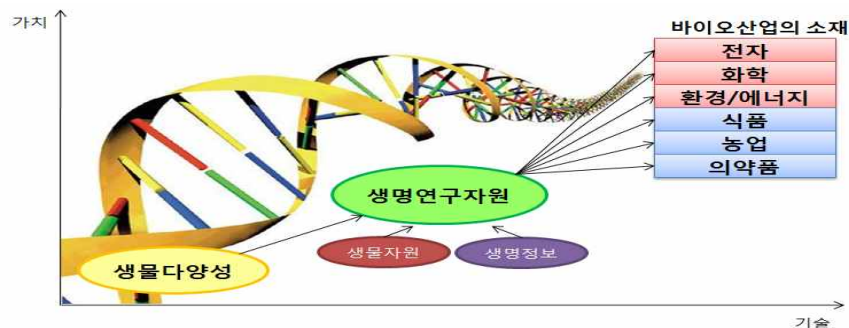 가치
바이오산업의 소재
전자
화학
환경/에너지
식품
농업
의약품
생명연구자원
생물자원
생명정보
생물다양성
기술